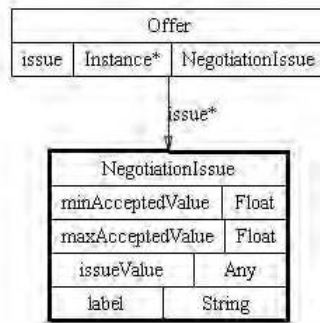 Offer
issue Instance* NegotiationIssue
issue*
NegotiationIssue
minAcceptedValue Float
maxAcceptedValue Float
issueValue Any
label String